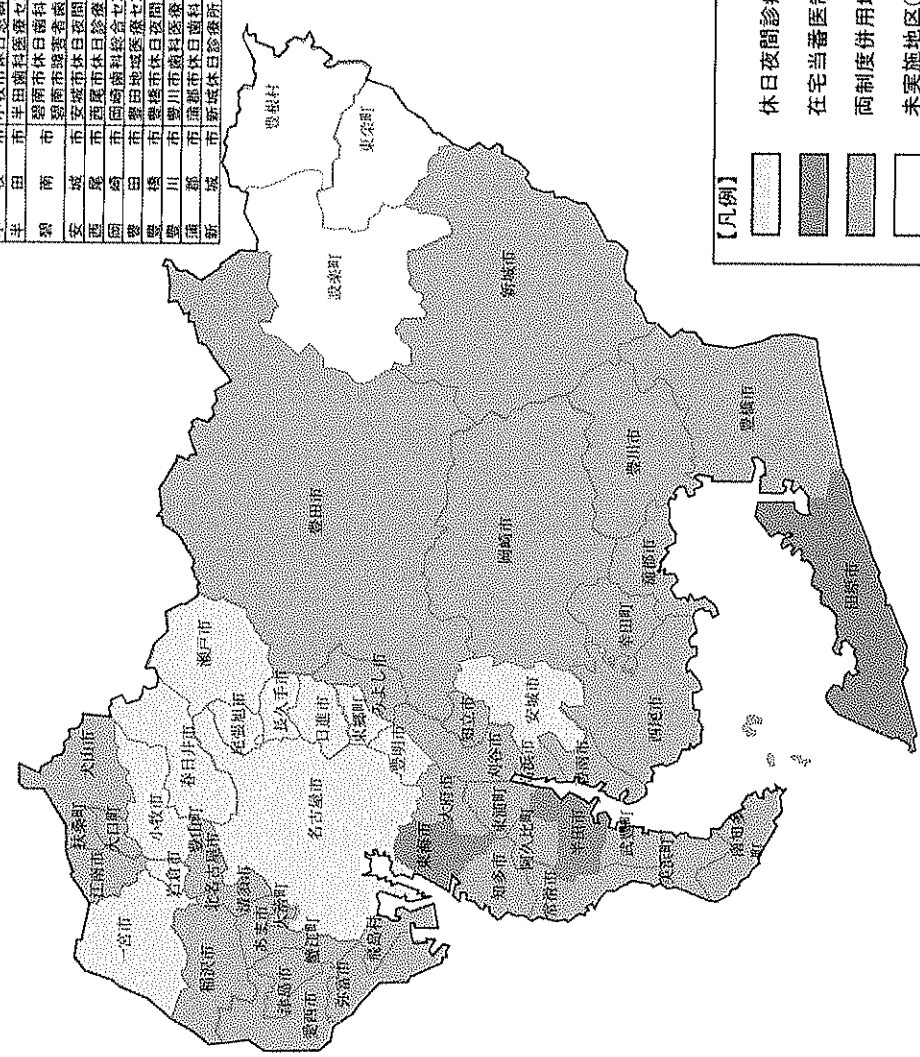 半田市 半田歯科医療セ
碧南市 碧南市休日歯科
碧南市障害者歯
安城市 安城市休日夜間
西尾市 西尾市休日診療
岡崎市 岡崎歯科総合セ
豊田市 豊田地域医療セ
豊橋市 豊橋市休日夜間
豊川市 豊川市歯科医療
蒲郡市 蒲郡市休日歯科
新城市 新城休日診療所
豊根村
東栄町
設楽町
新城市
豊田市
豊川市
豊橋市
岡崎市
蒲郡市
幸田町
西尾市
田原市
瀬戸市
尾張旭市
長久手市
日進市
東郷町
みよし市
豊明市
安城市
知立市
刈谷市
高浜市
碧南市
犬山市
扶桑町
大口町
江南市
小牧市
春日井市
岩倉市
豊山町
一宮市
北名古屋市
清須市
名古屋市
稲沢市
あま市
大治町
津島市
愛西市
蟹江町
弥富市
飛島村
東海市
大府市
知多市
東浦町
阿久比町
常滑市
半田市
武豊町
美浜町
南知多町
【凡例】
休日夜間診
在宅当番医
両制度併用
未実施地区(